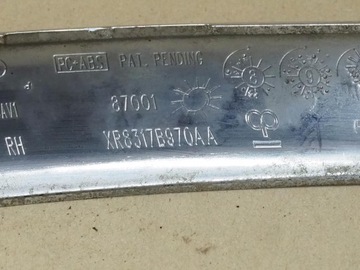 >PC+ABS< PAT. PENDING
87001
RH XR8317B970AA